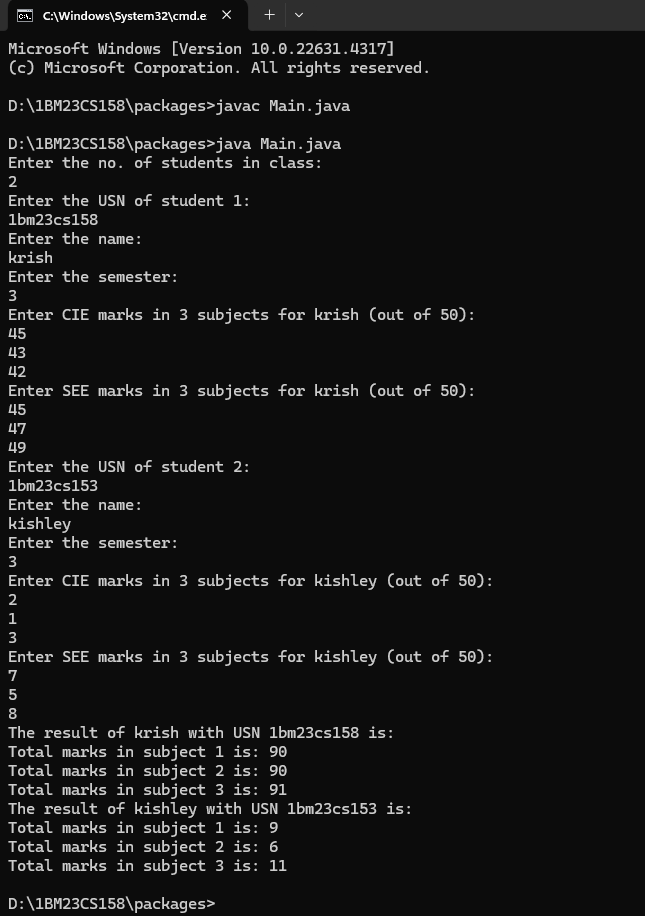 C:\Windows\System32\cmd.e
Microsoft Windows [Version 10.0.22631.4317]
(c) Microsoft Corporation. All rights reserved.
D:\1BM23CS158\packages>javac Main.java
D:\1BM23CS158\packages>java Main.java
Enter the no. of students in class:
2
Enter the USN of student 1:
1bm23cs158
Enter the name:
krish
Enter the semester:
3
Enter CIE marks in 3 subjects for krish (out of 50):
45
43
42
Enter SEE marks in 3 subjects for krish (out of 50):
45
47
49
Enter the USN of student 2:
1bm23cs153
Enter the name:
kishley
Enter the semester:
3
Enter CIE marks in 3 subjects for kishley (out of 50):
2
1
3
Enter SEE marks in 3 subjects for kishley (out of 50):
7
5
8
The result of krish with USN 1bm23cs158 is:
Total marks in subject 1 is: 90
Total marks in subject 2 is: 90
Total marks in subject 3 is: 91
The result of kishley with USN 1bm23cs153 is:
Total marks in subject 1 is: 9
Total marks in subject 2 is: 6
Total marks in subject 3 is: 11
D:\1BM23CS158\packages>